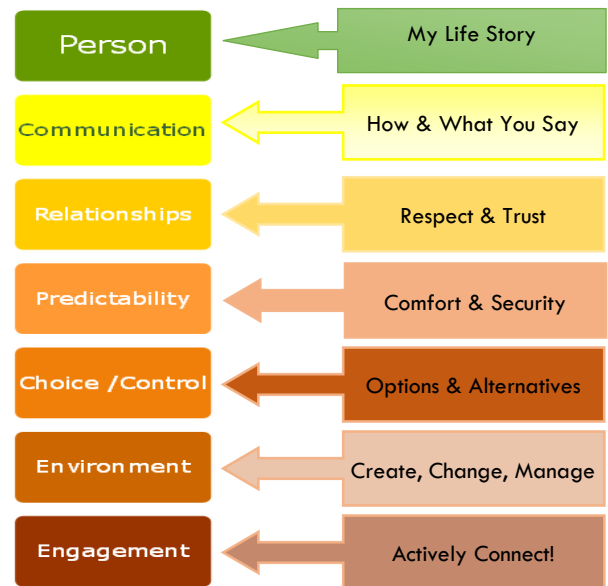 Person
My Life Story
Communication
How & What You Say
Relationships
Respect & Trust
Predictability
Comfort & Security
Choice /Control
Options & Alternatives
Environment
Create, Change, Manage
Engagement
Actively Connect!